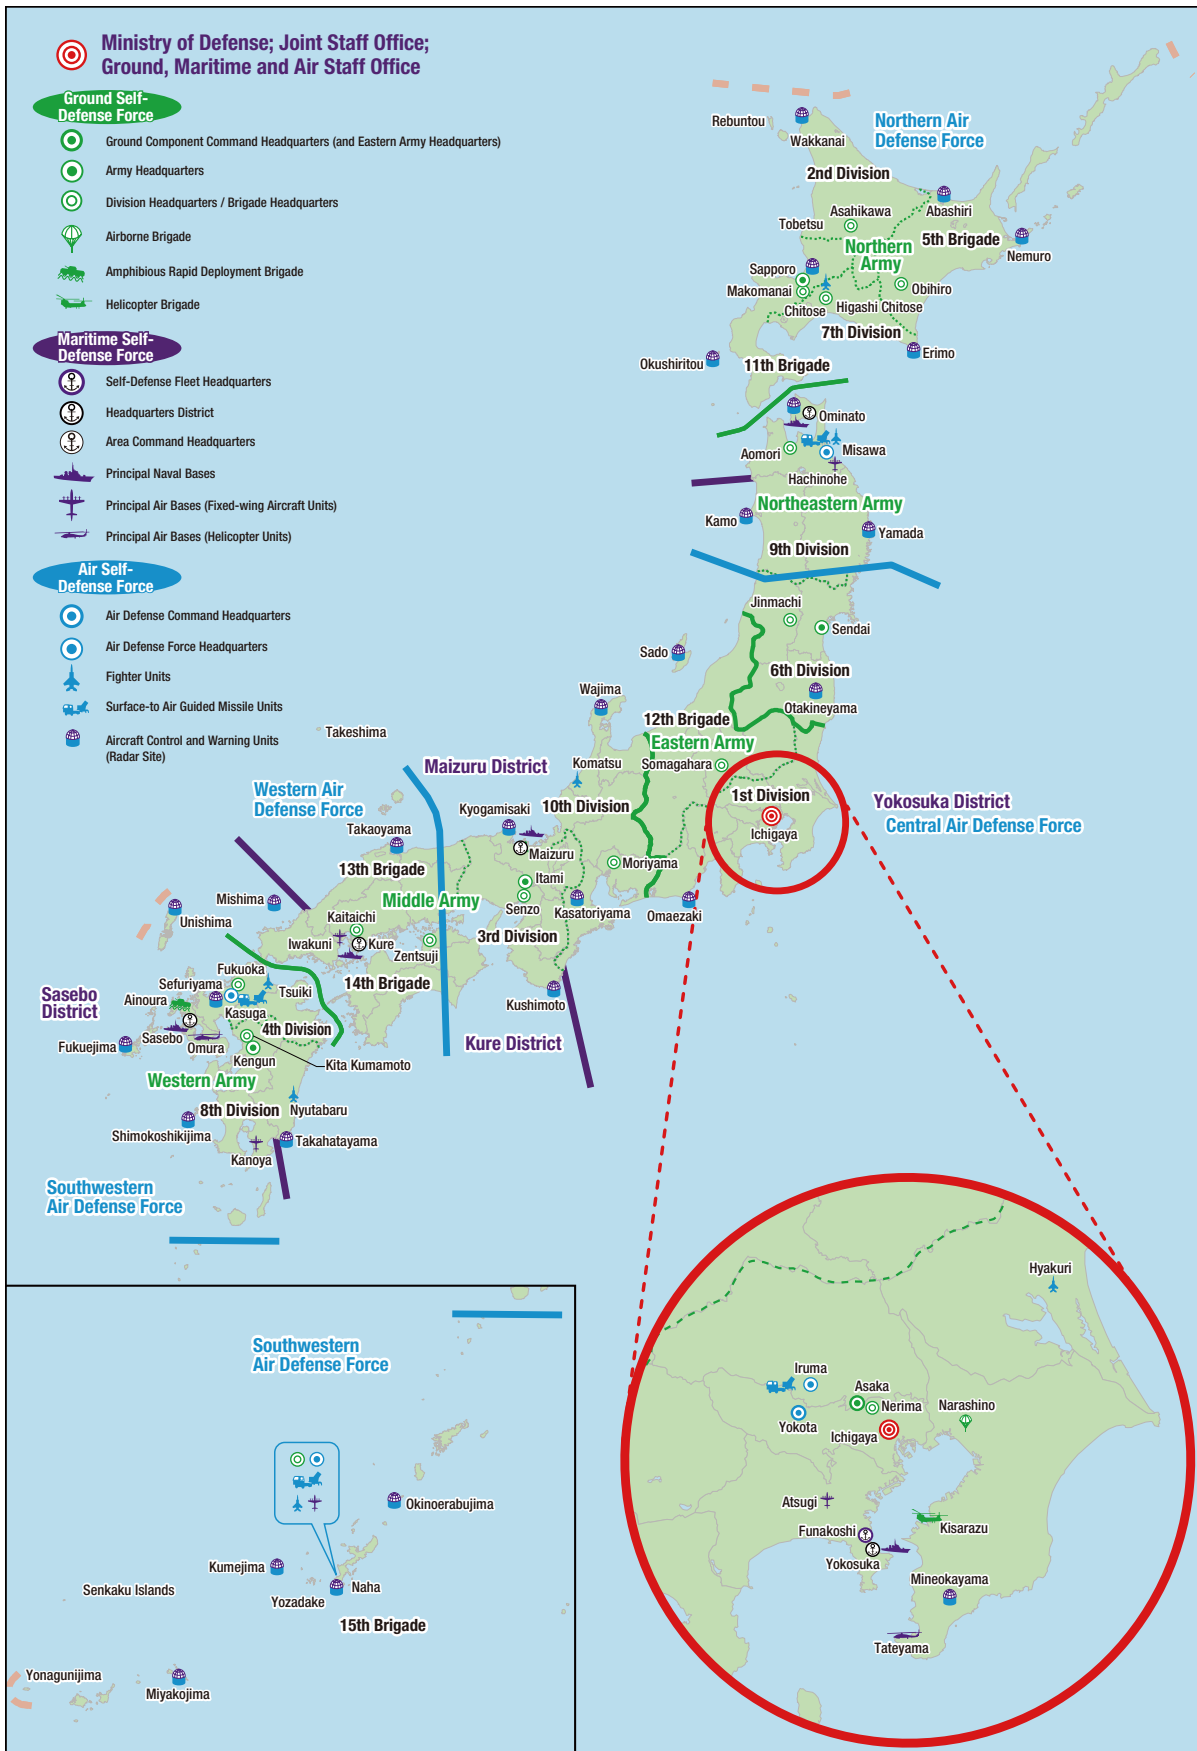 Ministry of Defense; Joint Staff Office;
Ground, Maritime and Air Staff Office
Ground Self-
Defense Force
Ground Component Command Headquarters (and Eastern Army Headquarters)
Army Headquarters
Division Headquarters / Brigade Headquarters
Airborne Brigade
Amphibious Rapid Deployment Brigade
Helicopter Brigade
Maritime Self-
Defense Force
Self-Defense Fleet Headquarters
Headquarters District
Area Command Headquarters
Principal Naval Bases
Principal Air Bases (Fixed-wing Aircraft Units)
Principal Air Bases (Helicopter Units)
Air Self-
Defense Force
Air Defense Command Headquarters
Air Defense Force Headquarters
Fighter Units
Surface-to Air Guided Missile Units
Aircraft Control and Warning Units
(Radar Site)
Rebuntou
Wakkanai
Northern Air
Defense Force
2nd Division
Abashiri
Asahikawa
Tobetsu
5th Brigade
Nemuro
Northern
Army
Sapporo
Makomanai
Obihiro
Chitose
Higashi Chitose
7th Division
Erimo
Okushiritou
11th Brigade
Ominato
Aomori
Misawa
Hachinohe
Northeastern Army
Kamo
Yamada
9th Division
Jinmachi
Sendai
Sado
6th Division
Wajima
Otakineyama
12th Brigade
Takeshima
Eastern Army
Komatsu
Somagahara
Maizuru District
Western Air
Defense Force
Kyogamisaki
10th Division
1st Division
Ichigaya
Yokosuka District
Central Air Defense Force
Takaoyama
Maizuru
13th Brigade
Moriyama
Itami
Middle Army
Senzo
Kasatoriyama
Omaezaki
Mishima
Unishima
Kaitaichi
Iwakuni
Kure
Zentsuji
3rd Division
14th Brigade
Kushimoto
Fukuoka
Sefuriyama
Tsuiki
Ainoura
Kasuga
Sasebo
District
4th Division
Sasebo
Omura
Fukuejima
Kengun
Kita Kumamoto
Kure District
Western Army
8th Division
Nyutabaru
Shimokoshikijima
Takahatayama
Kanoya
Southwestern
Air Defense Force
Southwestern
Air Defense Force
Okinoerabujima
Kumejima
Senkaku Islands
Naha
Yozadake
15th Brigade
Yonagunijima
Miyakojima
Hyakuri
Iruma
Asaka
Nerima
Narashino
Yokota
Ichigaya
Atsugi
Funakoshi
Kisarazu
Yokosuka
Mineokayama
Tateyama